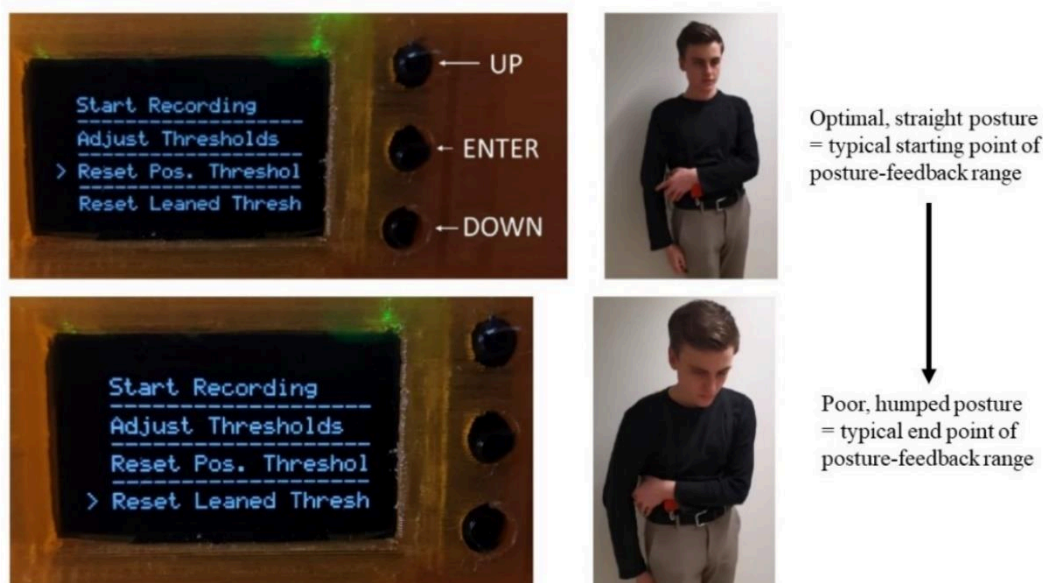 Start Recording
Adjust Thresholds
> Reset Pos. Threshol
Reset Leaned Thresh
← UP
← ENTER
← DOWN
Optimal, straight posture
= typical starting point of
posture-feedback range
Start Recording
Adjust Thresholds
Reset Pos. Threshol
> Reset Leaned Thresh
Poor, humped posture
= typical end point of
posture-feedback range